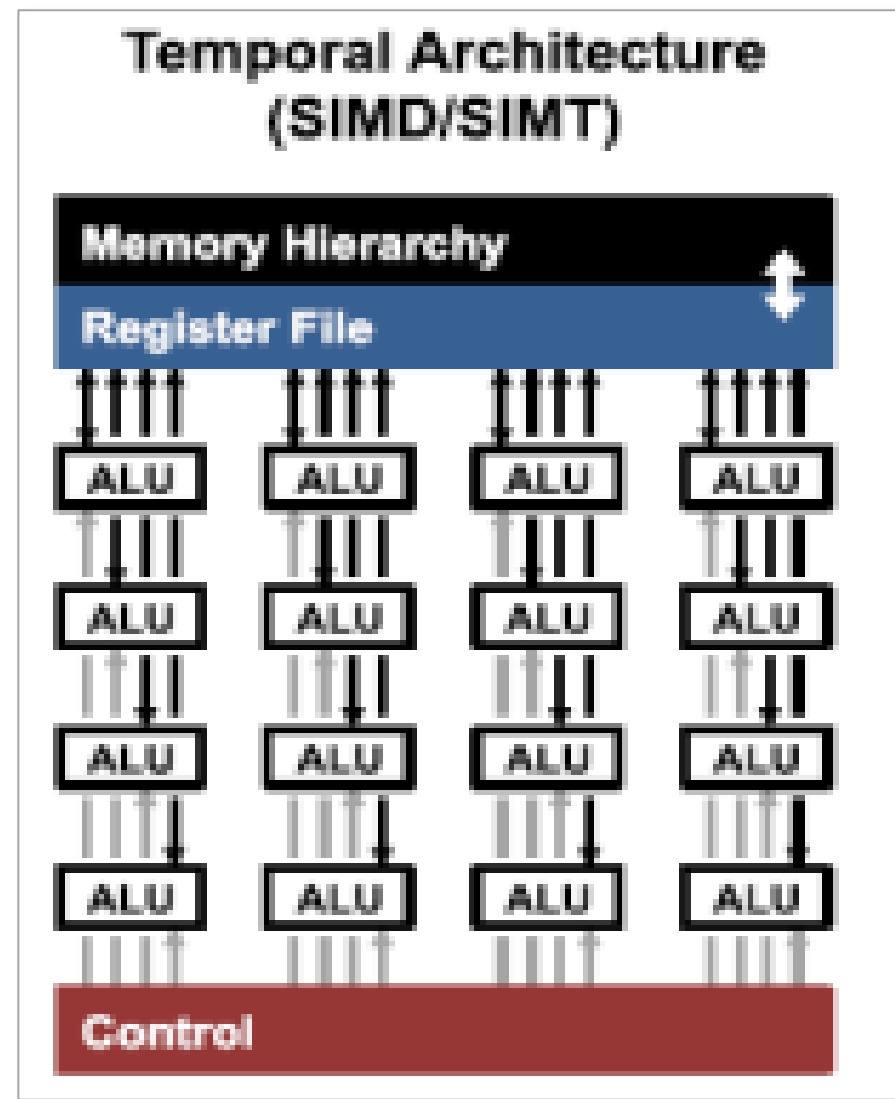 Temporal Architecture
(SIMD/SIMT)
Memory Hierarchy
Register File
ALU ALU ALU ALU
ALU ALU ALU ALU
ALU ALU ALU ALU
ALU ALU ALU ALU
Control